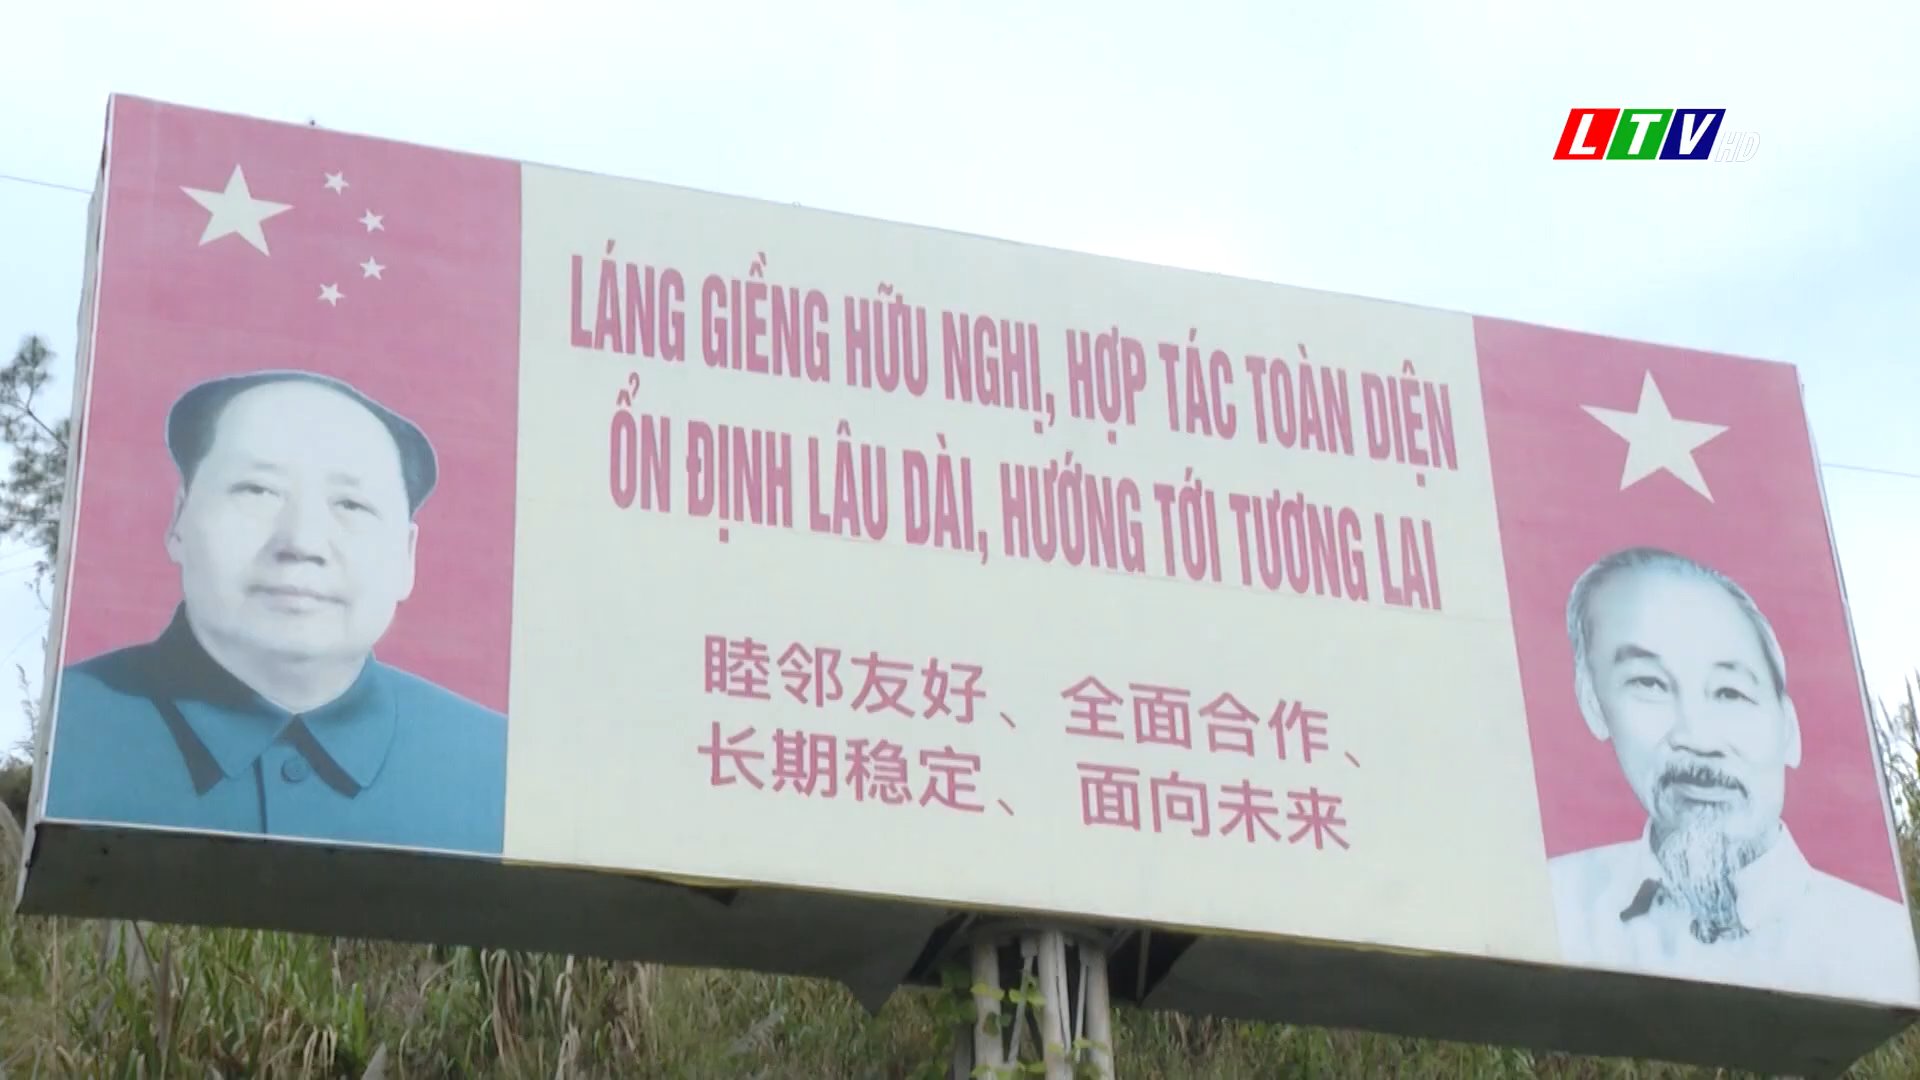 LTV HD
LÁNG GIỀNG HỮU NGHỊ, HỢP TÁC TOÀN DIỆN
ỔN ĐỊNH LÂU DÀI, HƯỚNG TỚI TƯƠNG LAI
睦邻友好、全面合作、
长期稳定、面向未来